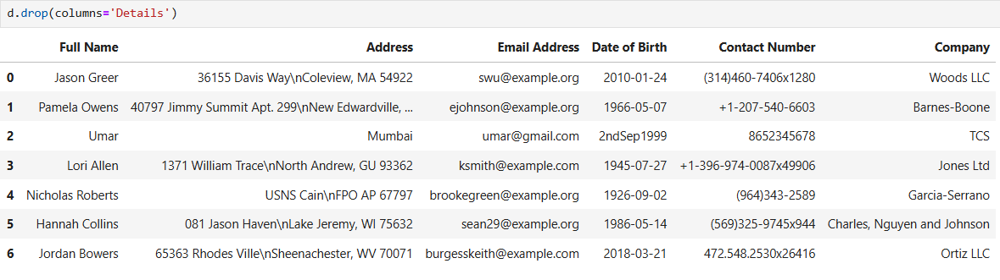 d.drop(columns='Details')
Full Name Address Email Address Date of Birth Contact Number Company
0 Jason Greer 36155 Davis Way\nColeview, MA 54922 swu@example.org 2010-01-24 (314)460-7406x1280 Woods LLC
1 Pamela Owens 40797 Jimmy Summit Apt. 299\nNew Edwardville, ... ejohnson@example.org 1966-05-07 +1-207-540-6603 Barnes-Boone
2 Umar Mumbai umar@gmail.com 2ndSep1999 8652345678 TCS
3 Lori Allen 1371 William Trace\nNorth Andrew, GU 93362 ksmith@example.com 1945-07-27 +1-396-974-0087x49906 Jones Ltd
4 Nicholas Roberts USNS Cain\nFPO AP 67797 brookegreen@example.org 1926-09-02 (964)343-2589 Garcia-Serrano
5 Hannah Collins 081 Jason Haven\nLake Jeremy, WI 75632 sean29@example.org 1986-05-14 (569)325-9745x944 Charles, Nguyen and Johnson
6 Jordan Bowers 65363 Rhodes Ville\nSheenachester, WV 70071 burgesskeith@example.com 2018-03-21 472.548.2530x26416 Ortiz LLC